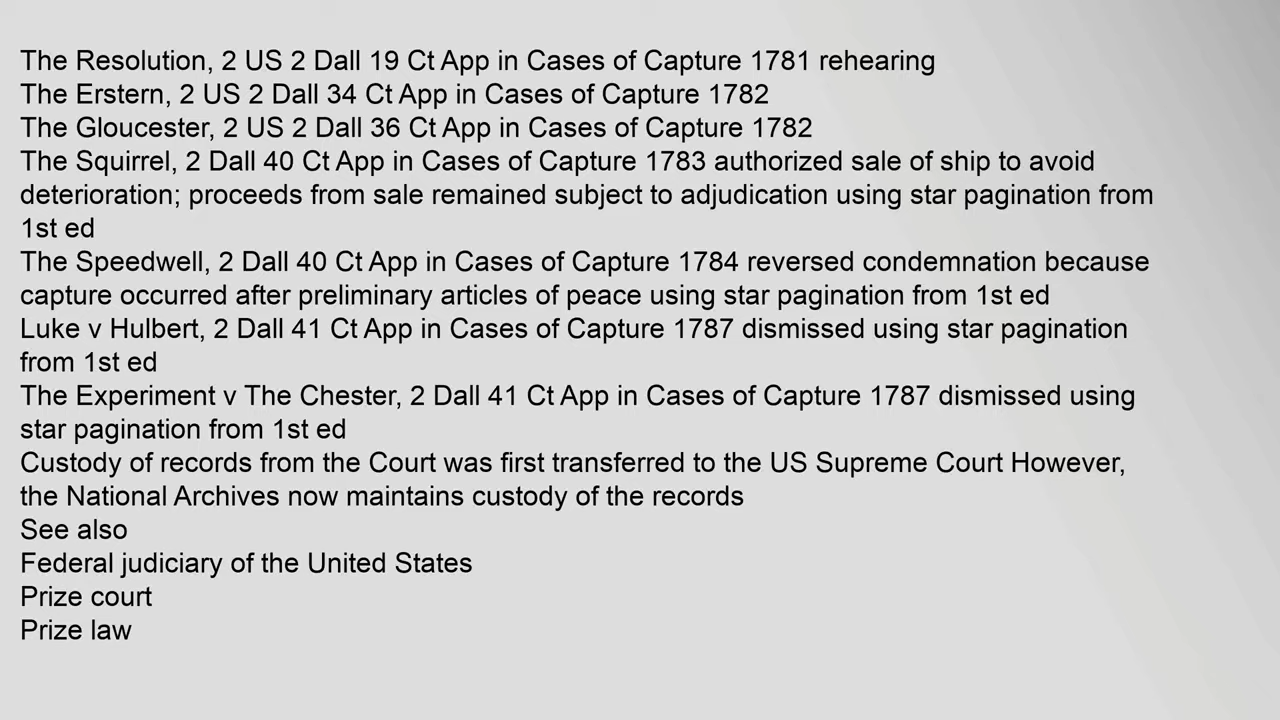 The Resolution, 2 US 2 Dall 19 Ct App in Cases of Capture 1781 rehearing
The Erstern, 2 US 2 Dall 34 Ct App in Cases of Capture 1782
The Gloucester, 2 US 2 Dall 36 Ct App in Cases of Capture 1782
The Squirrel, 2 Dall 40 Ct App in Cases of Capture 1783 authorized sale of ship to avoid
deterioration; proceeds from sale remained subject to adjudication using star pagination from
1st ed
The Speedwell, 2 Dall 40 Ct App in Cases of Capture 1784 reversed condemnation because
capture occurred after preliminary articles of peace using star pagination from 1st ed
Luke v Hulbert, 2 Dall 41 Ct App in Cases of Capture 1787 dismissed using star pagination
from 1st ed
The Experiment v The Chester, 2 Dall 41 Ct App in Cases of Capture 1787 dismissed using
star pagination from 1st ed
Custody of records from the Court was first transferred to the US Supreme Court However,
the National Archives now maintains custody of the records
See also
Federal judiciary of the United States
Prize court
Prize law